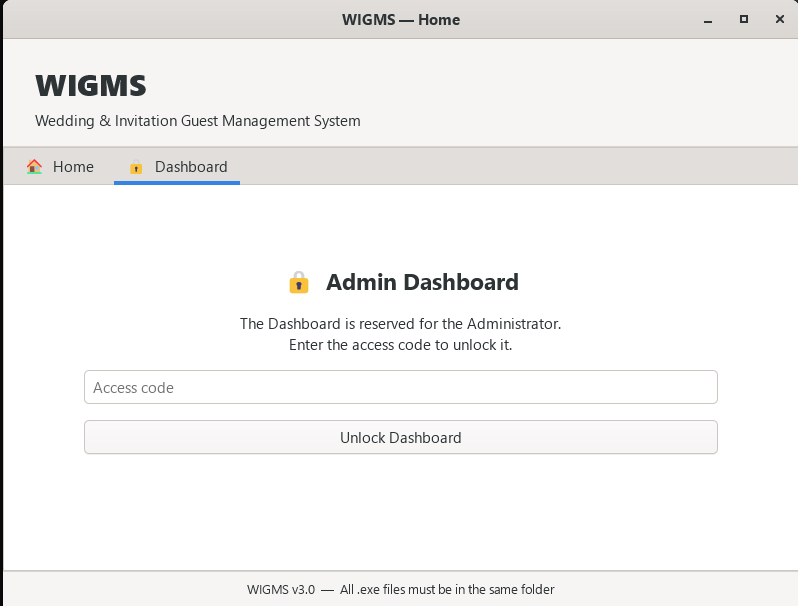 WIGMS — Home
WIGMS
Wedding & Invitation Guest Management System
Home
Dashboard
Admin Dashboard
The Dashboard is reserved for the Administrator.
Enter the access code to unlock it.
Access code
Unlock Dashboard
WIGMS v3.0 — All .exe files must be in the same folder